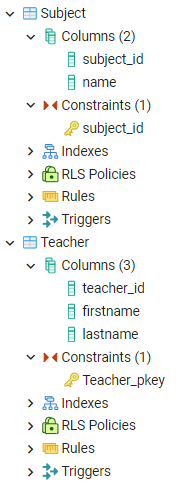 Subject
Columns (2)
subject_id
name
Constraints (1)
subject_id
Indexes
RLS Policies
Rules
Triggers
Teacher
Columns (3)
teacher_id
firstname
lastname
Constraints (1)
Teacher_pkey
Indexes
RLS Policies
Rules
Triggers